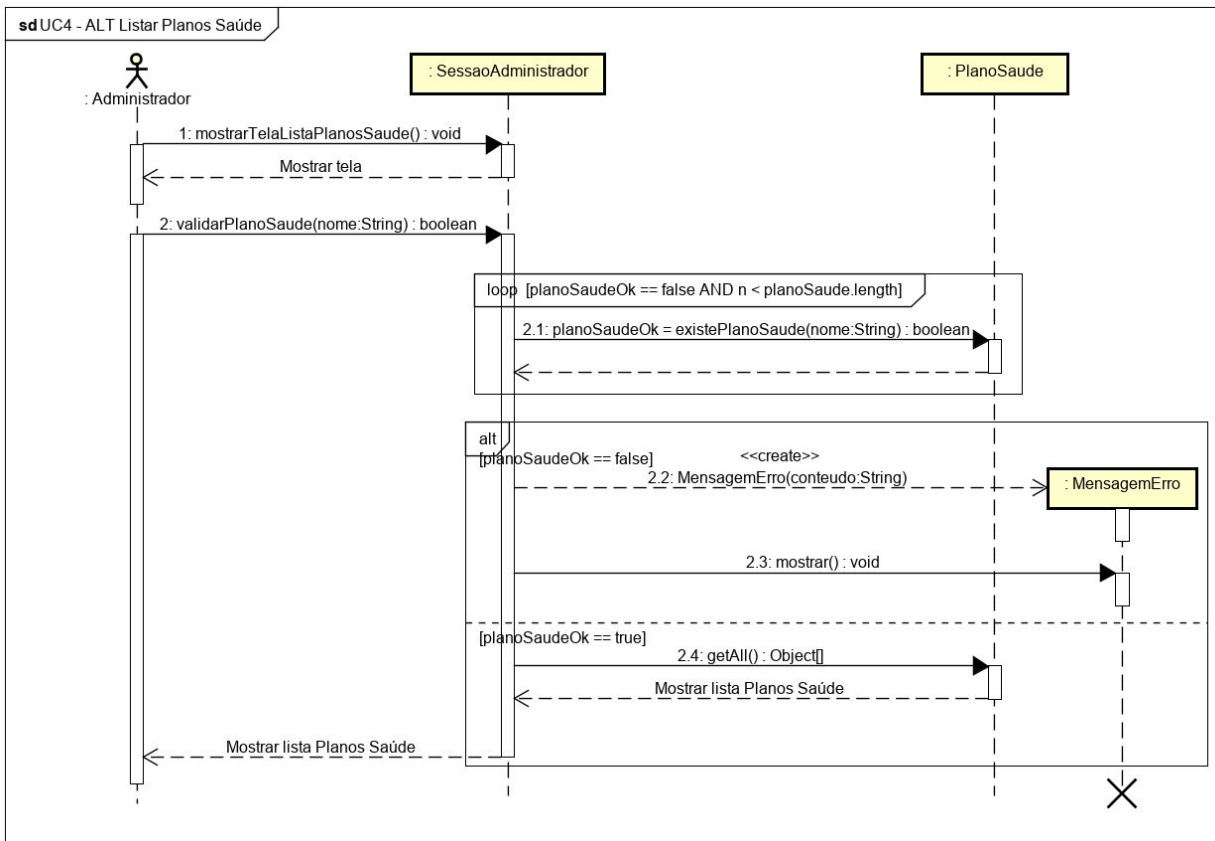 sd UC4 - ALT Listar Planos Saúde
: Administrador
: SessaoAdministrador
: PlanoSaude
1: mostrarTelaListaPlanosSaude() : void
Mostrar tela
2: validarPlanoSaude(nome:String) : boolean
loop [planoSaudeOk == false AND n < planoSaude.length]
2.1: planoSaudeOk = existePlanoSaude(nome:String) : boolean
alt
[planoSaudeOk == false]
<<create>>
2.2: MensagemErro(conteudo:String)
: MensagemErro
2.3: mostrar() : void
[planoSaudeOk == true]
2.4: getAll() : Object[]
Mostrar lista Planos Saúde
Mostrar lista Planos Saúde